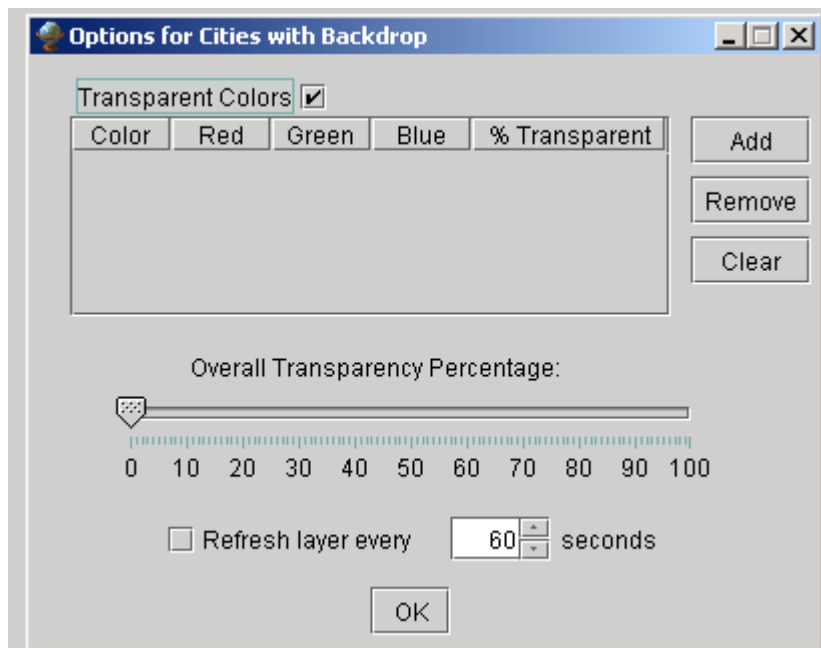 Options for Cities with Backdrop
Transparent Colors
Color Red Green Blue % Transparent
Add
Remove
Clear
Overall Transparency Percentage:
0 10 20 30 40 50 60 70 80 90 100
Refresh layer every 60 seconds
OK